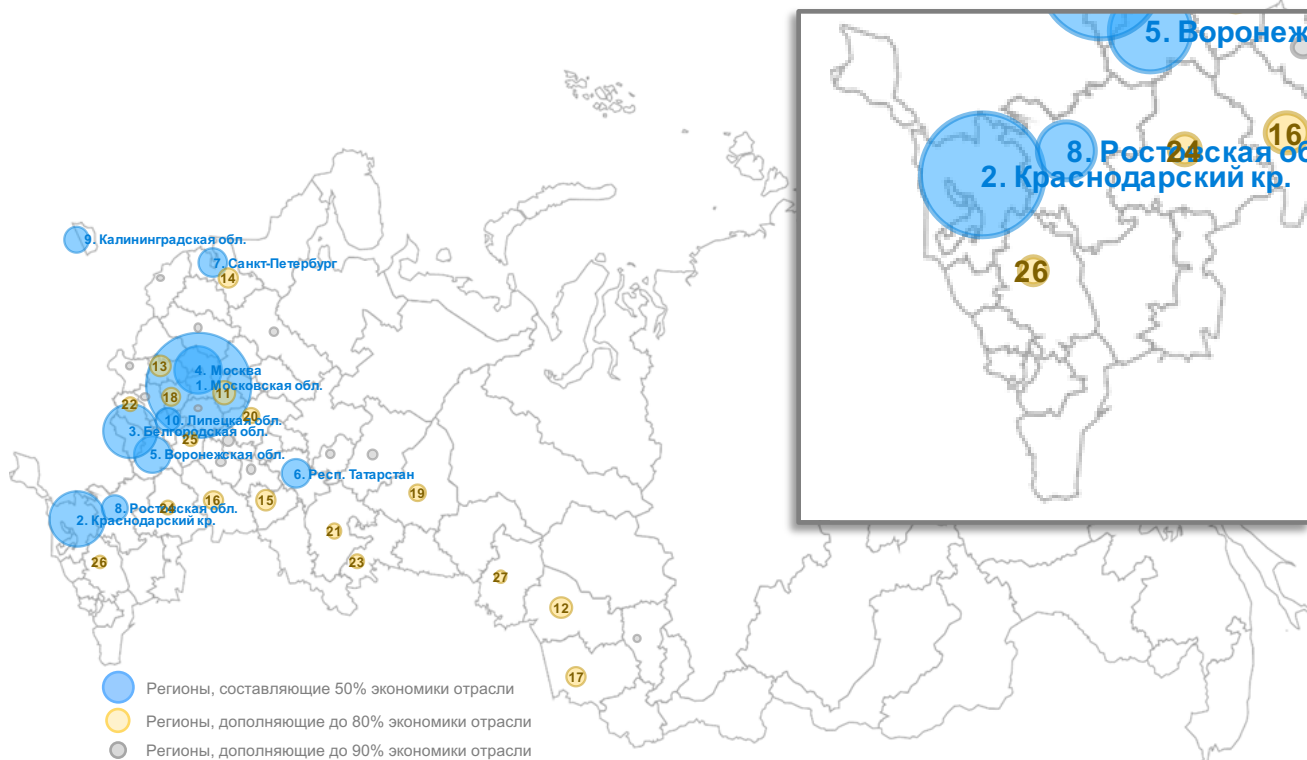 5. Воронеж
16
24
8. Ростовская об
2. Краснодарский кр.
26
9. Калининградская обл.
7. Санкт-Петербург
14
13
4. Москва
1. Московская обл.
11
18
22
20
10. Липецкая обл.
3. Белгородская обл.
25
5. Воронежская обл.
6. Респ. Татарстан
19
15
16
24
8. Ростовская обл.
2. Краснодарский кр.
21
23
26
27
12
17
Регионы, составляющие 50% экономики отрасли
Регионы, дополняющие до 80% экономики отрасли
Регионы, дополняющие до 90% экономики отрасли